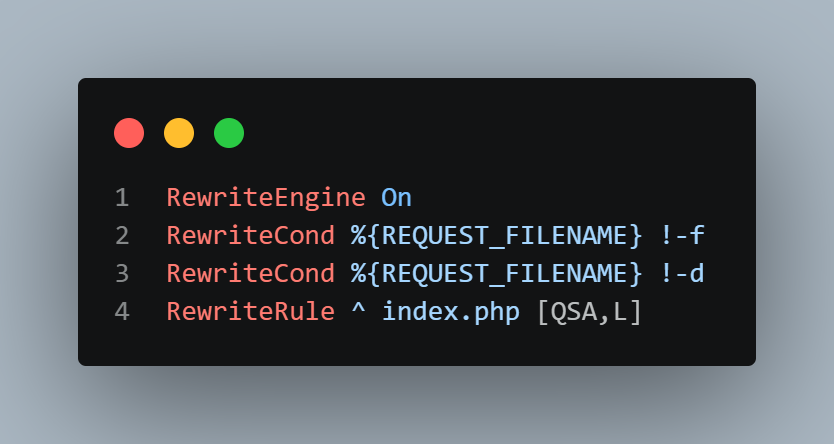 1 RewriteEngine On
2 RewriteCond %{REQUEST_FILENAME} !-f
3 RewriteCond %{REQUEST_FILENAME} !-d
4 RewriteRule ^ index.php [QSA,L]